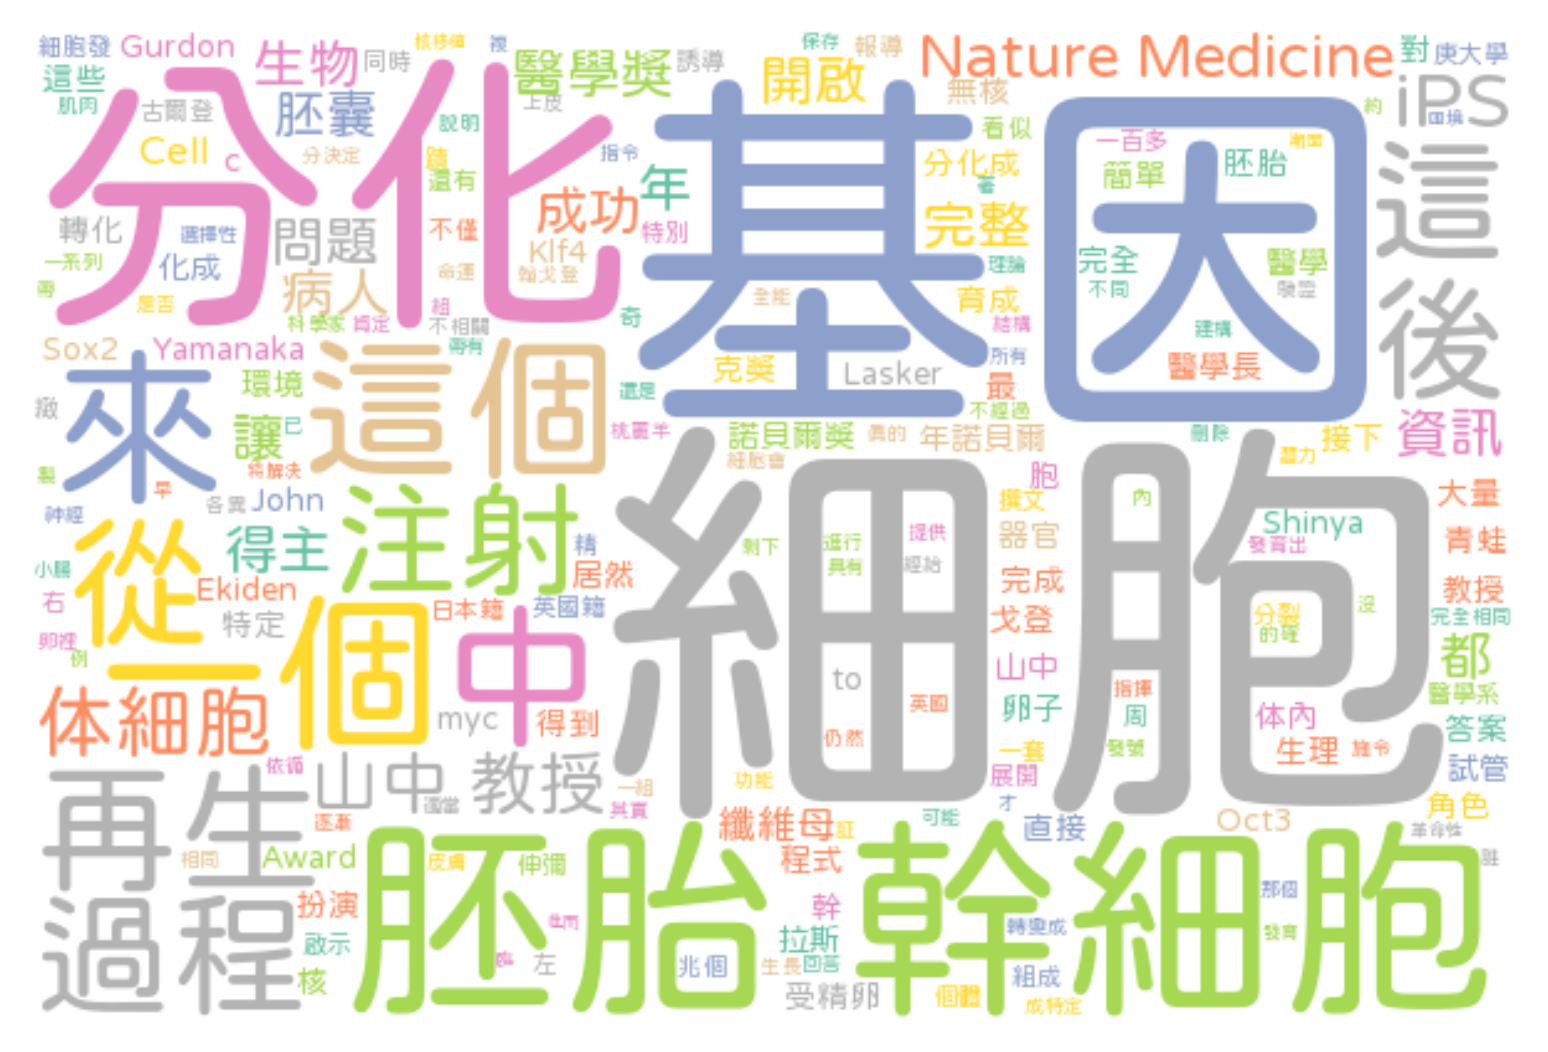 細胞發 Gurdon 生物 同時 核移殖 醫學獎 誘導 保存 報導 Nature Medicine 對 庚大學
這些 胚囊 上皮 開啟 無核 iPS
肌肉 古爾登 說明 看似 一百多 約
Cell c 分決定 分化 還有 指令 年 分化成 簡單 胚胎 這
轉化 選擇性 問題 不僅 成功 特別 完整 完全 醫學
一系列 化成 病人 命運 Klf4 翰戈登 基因 理論 不同
是否 科學家 肯定 組 不相關 奇 全能 育成 結構 建構 後
Sox2 Yamanaka 帶有 克獎 Lasker 所有 最 醫學長
來 環境 這個 還是 不經過
讓 已 桃麗羊 諾貝爾獎 真的 年諾貝爾 刪除 接下 資訊
將解決 細胞會 潛力
製 早 各異 John 注射 細胞 胞 撰文 內 大量
神經 得主 精 剩下 進行 提供 器官 Shinya 青蛙
小腸 從 Ekiden 居然 具有 經給 完成 發育出 教授
右 特定 日本籍 英國籍 戈登 分裂 沒 完全相同
卵裡 例 一個 中 to 山中 的確 都
体細胞 myc 得到 英國 卵子 指揮 周 体內 醫學系
仍然 一套 發號 生理 施令 答案
依循 山中 教授 一組 功能 展開 試管
再生 其實 才 角色
逐漸 纖維母 可能 直接 Oct3 革命性
相同 Award 皮膚 伸彌 程式
過程 扮演 胚胎幹細胞 幹 那個
啟示 拉斯 轉變成 發育
核 左 兆個 生長 回答 組成
受精卵 個體 成特定